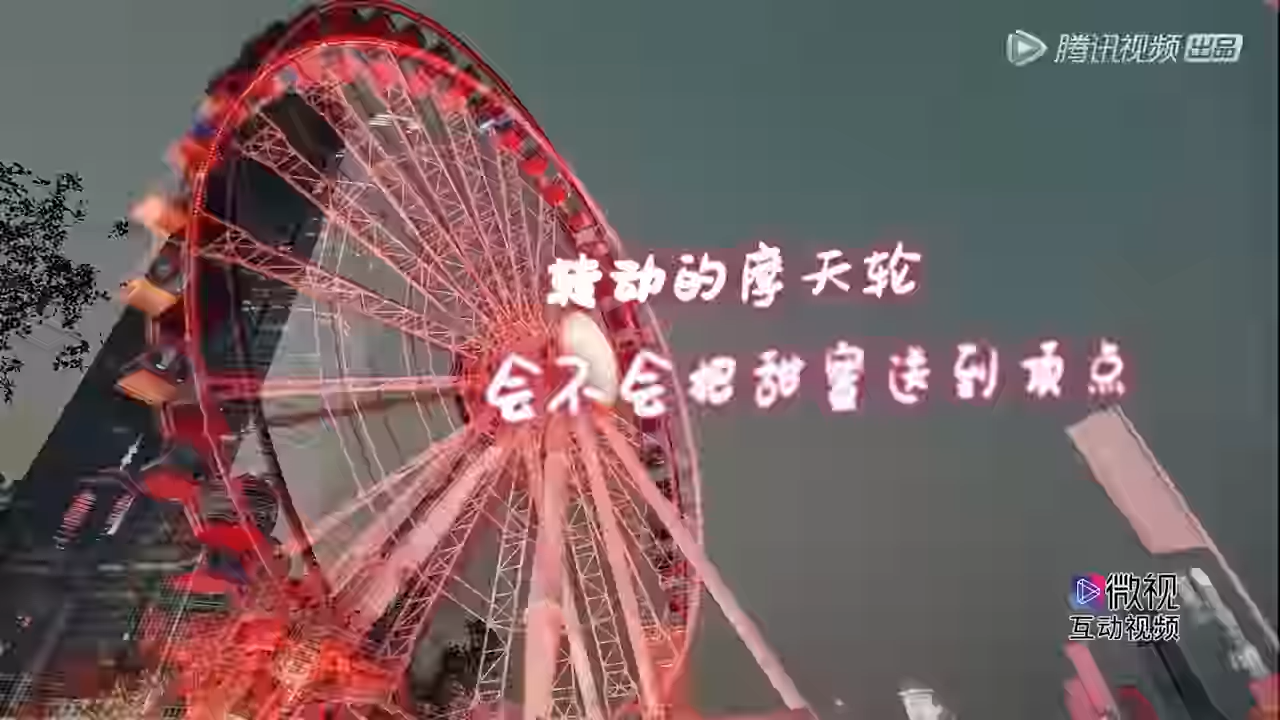 腾讯视频 出品
转动的摩天轮
会不会把甜蜜送到顶点
微视
互动视频